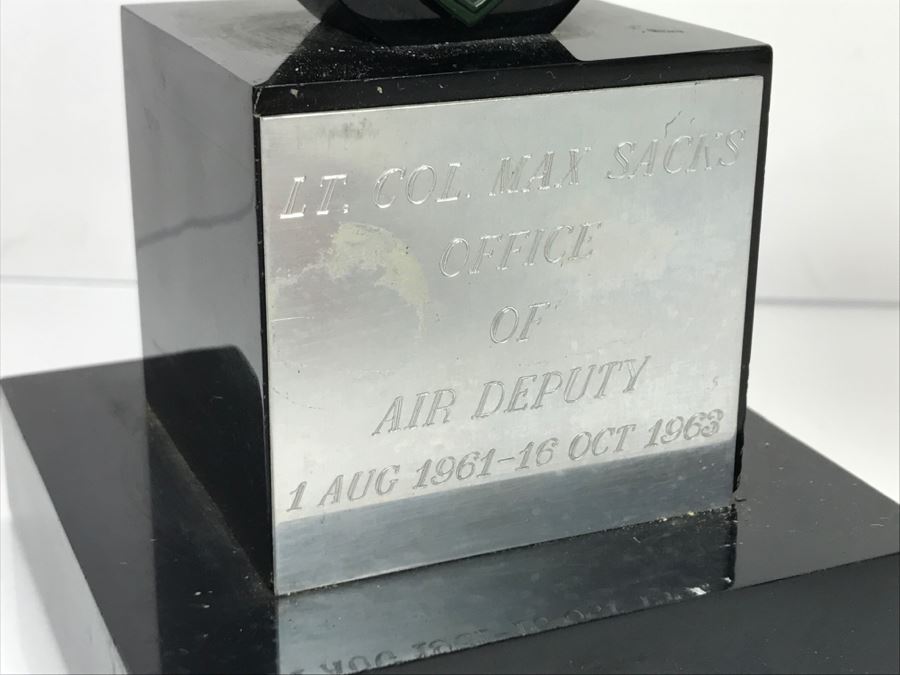 LT. COL. MAX SACKS
OFFICE
OF
AIR DEPUTY
1 AUG 1961-16 OCT 1963